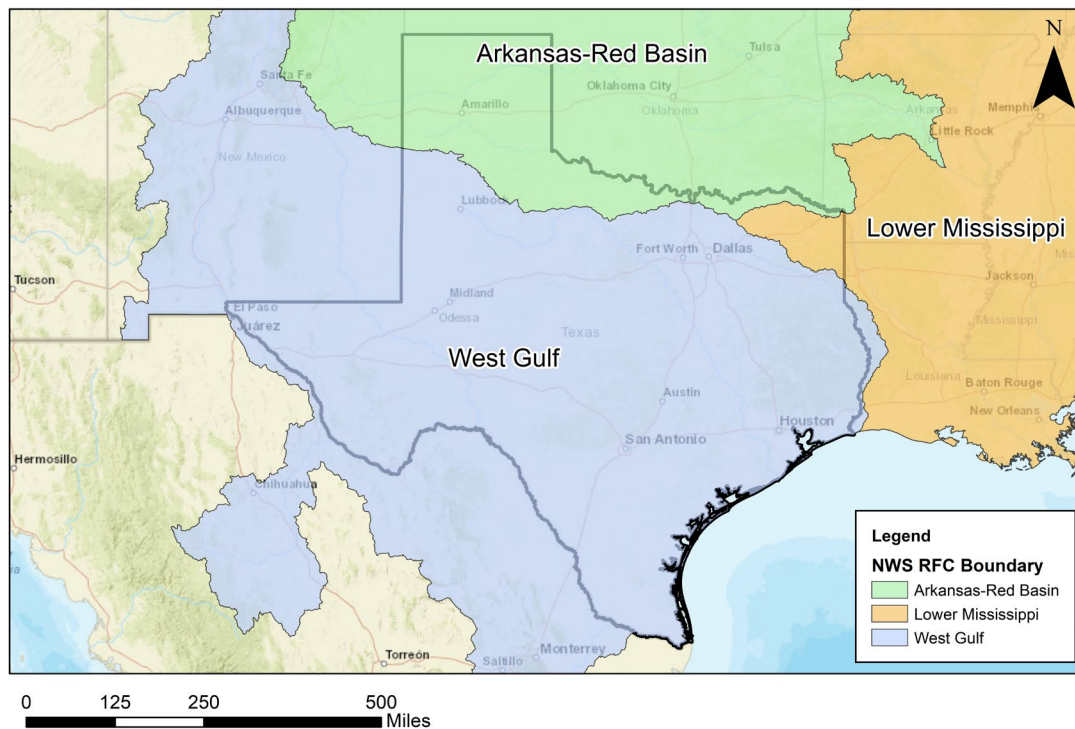 N
Arkansas-Red Basin
Tulsa
Santa Fe
Oklahoma City
Amarillo
Albuquerque
Oklahoma
Arkansas
Memphis
Little Rock
New Mexico
Lubboc
Lower Mississippi
Fort Worth
Dallas
Tucson
Jackson
Midland
El Paso
Odessa
Juárez
Texas
Mississippi
West Gulf
Louisiana
Baton Rouge
Austin
New Orleans
Houston
San Antonio
Hermosillo
Chihuahua
Torreón
Monterrey
Saltillo
Legend
NWS RFC Boundary
Arkansas-Red Basin
Lower Mississippi
West Gulf
0 125 250 500
Miles